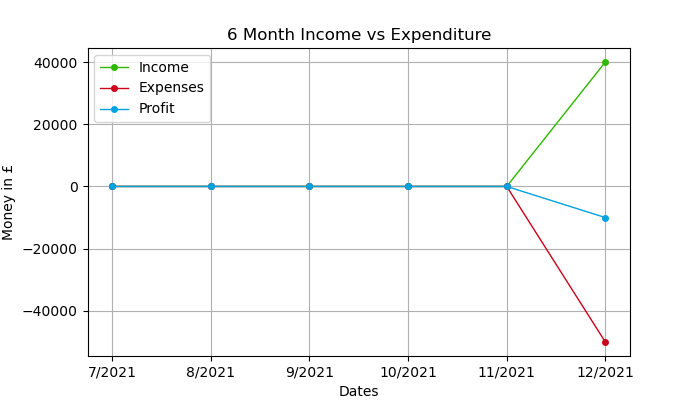 6 Month Income vs Expenditure
Income
Expenses
Profit
40000
20000
0
−20000
−40000
Money in £
7/2021
8/2021
9/2021
10/2021
11/2021
12/2021
Dates